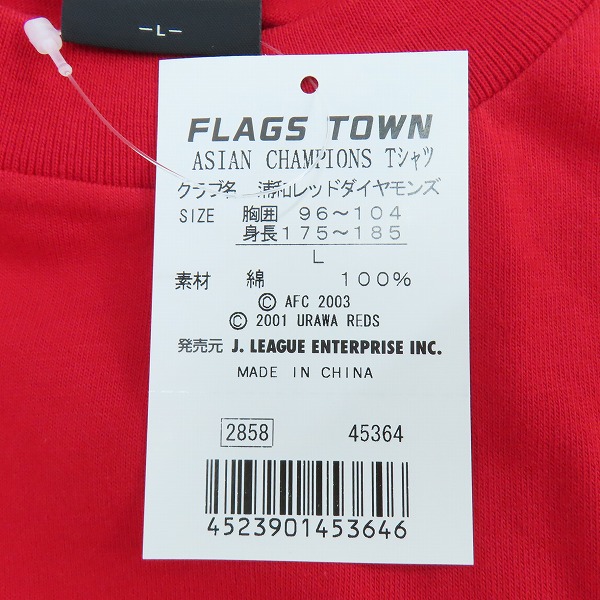 -L-
FLAGS TOWN
ASIAN CHAMPIONS Tシャツ
クラブ名 浦和レッドダイヤモンズ
SIZE 胸囲 96～104
身長175～185
L
素材 綿 100%
© AFC 2003
© 2001 URAWA REDS
発売元 J. LEAGUE ENTERPRISE INC.
MADE IN CHINA
2858 45364
4523901453646